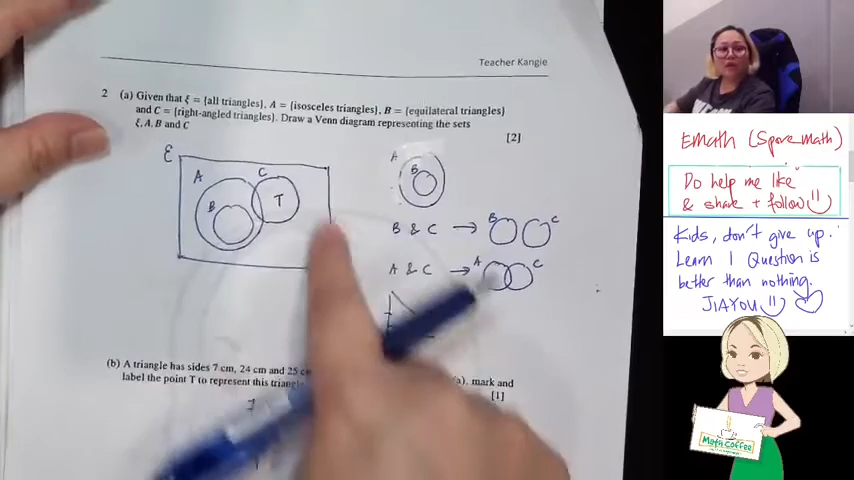 Teacher Kangie
2 (a) Given that ξ = {all triangles}, A = {isosceles triangles}, B = {equilateral triangles}
and C = {right-angled triangles}. Draw a Venn diagram representing the sets
ξ, A, B and C
[2]
ξ
A
C
B
T
A
B
B & C → B C
A & C → A C
(b) A triangle has sides 7 cm, 24 cm and 25 c
(a), mark and
label the point T to represent this triang
[1]
7
Emath (S'pore math)
Do help me like
& share + follow
Kids, don't give up.
Learn 1 Question is
better than nothing.
JIAYOU
Math Coffee